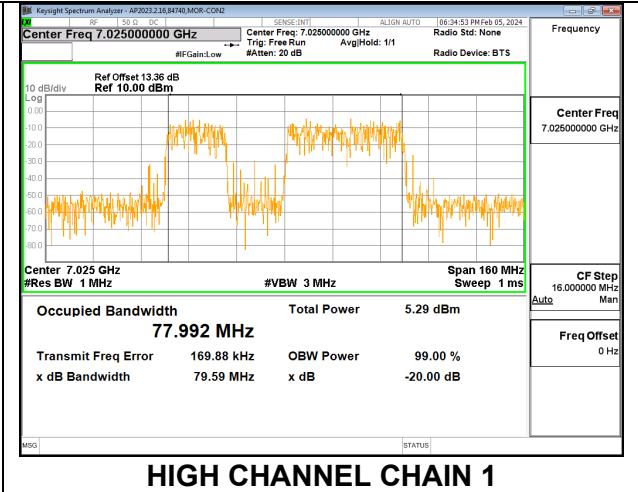 Keysight Spectrum Analyzer - AP2023.2.16,84740,MOR-CON2
RF 50 Ω DC SENSE:INT ALIGN AUTO 06:34:53 PM Feb 05, 2024
Center Freq 7.025000000 GHz
Center Freq: 7.025000000 GHz
Radio Std: None
Trig: Free Run Avg|Hold: 1/1
#IFGain:Low #Atten: 20 dB Radio Device: BTS
Frequency
Ref Offset 13.36 dB
10 dB/div Ref 10.00 dBm
Log
0.00
-10.0
-20.0
-30.0
-40.0
-50.0
-60.0
-70.0
-80.0
Center Freq
7.025000000 GHz
Center 7.025 GHz Span 160 MHz
#Res BW 1 MHz #VBW 3 MHz Sweep 1 ms
CF Step
16.000000 MHz
Auto Man
Freq Offset
0 Hz
Occupied Bandwidth Total Power 5.29 dBm
77.992 MHz
Transmit Freq Error 169.88 kHz OBW Power 99.00 %
x dB Bandwidth 79.59 MHz x dB -20.00 dB
MSG STATUS
HIGH CHANNEL CHAIN 1